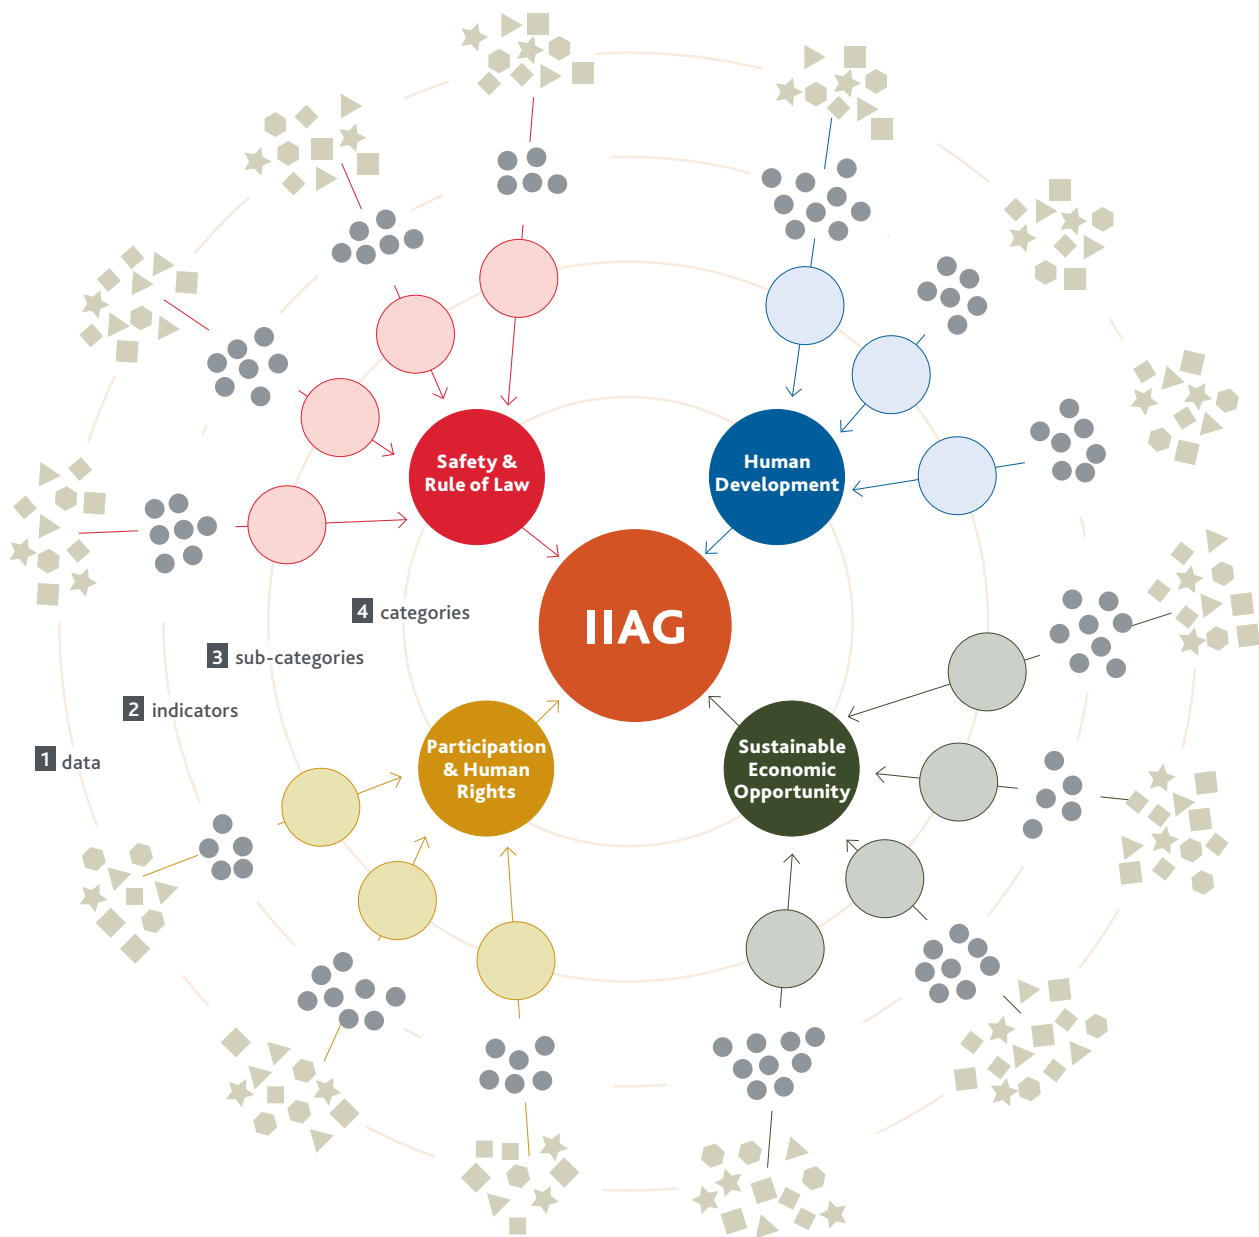 Safety &
Rule of Law
Human
Development
IIAG
4 categories
3 sub-categories
2 indicators
1 data
Participation
& Human
Rights
Sustainable
Economic
Opportunity